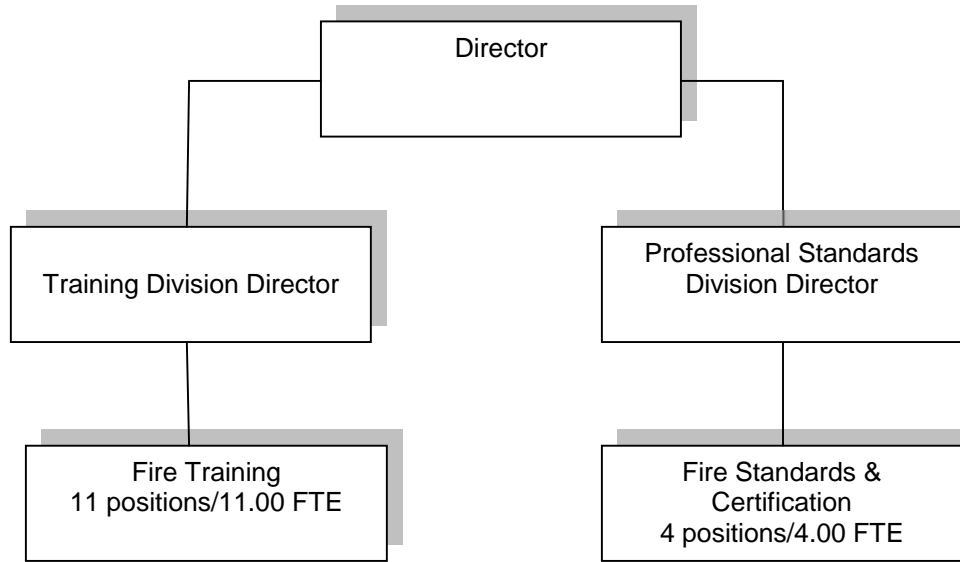 Director
Training Division Director
Professional Standards
Division Director
Fire Training
11 positions/11.00 FTE
Fire Standards &
Certification
4 positions/4.00 FTE